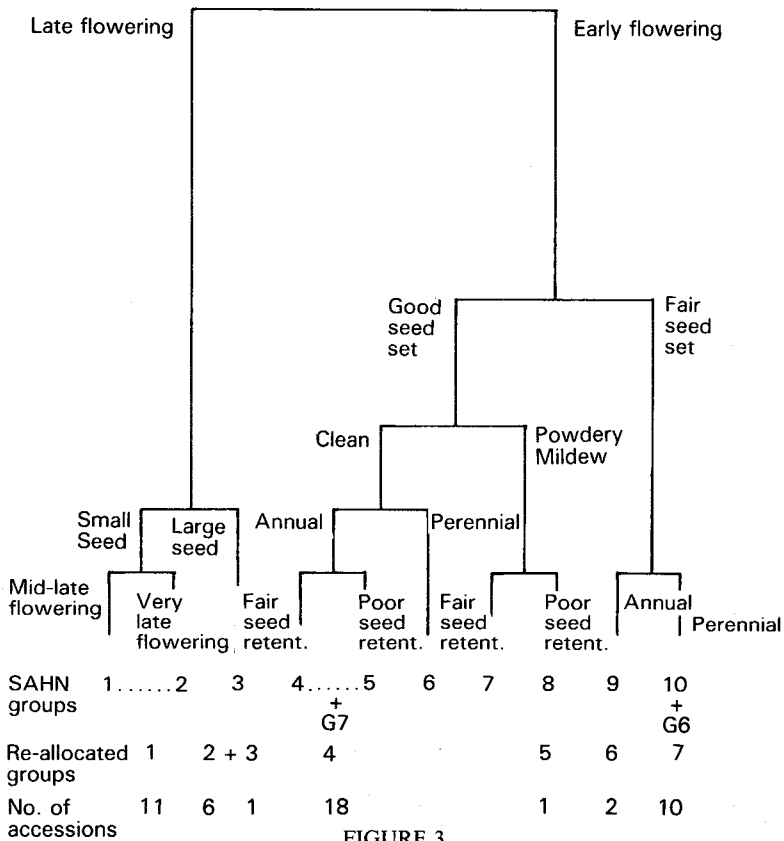 Late flowering
Early flowering
Good
seed
set
Fair
seed
set
Clean
Powdery
Mildew
Small
Seed
Large
seed
Annual
Perennial
Mid-late
flowering
Very
late
flowering
Fair
seed
retent.
Poor
seed
retent.
Fair
seed
retent.
Poor
seed
retent.
Annual
Perennial
SAHN groups 1......2 3 4......5 6 7 8 9 10
+ +
G7 G6
Re-allocated groups 1 2 + 3 4 5 6 7
No. of accessions 11 6 1 18 1 2 10
FIGURE 3